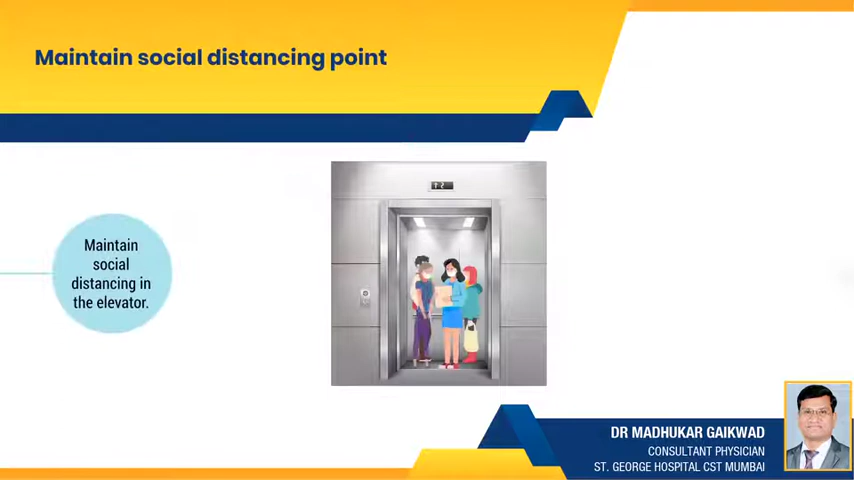 Maintain social distancing point
Maintain
social
distancing in
the elevator.
DR MADHUKAR GAIKWAD
CONSULTANT PHYSICIAN
ST. GEORGE HOSPITAL CST MUMBAI